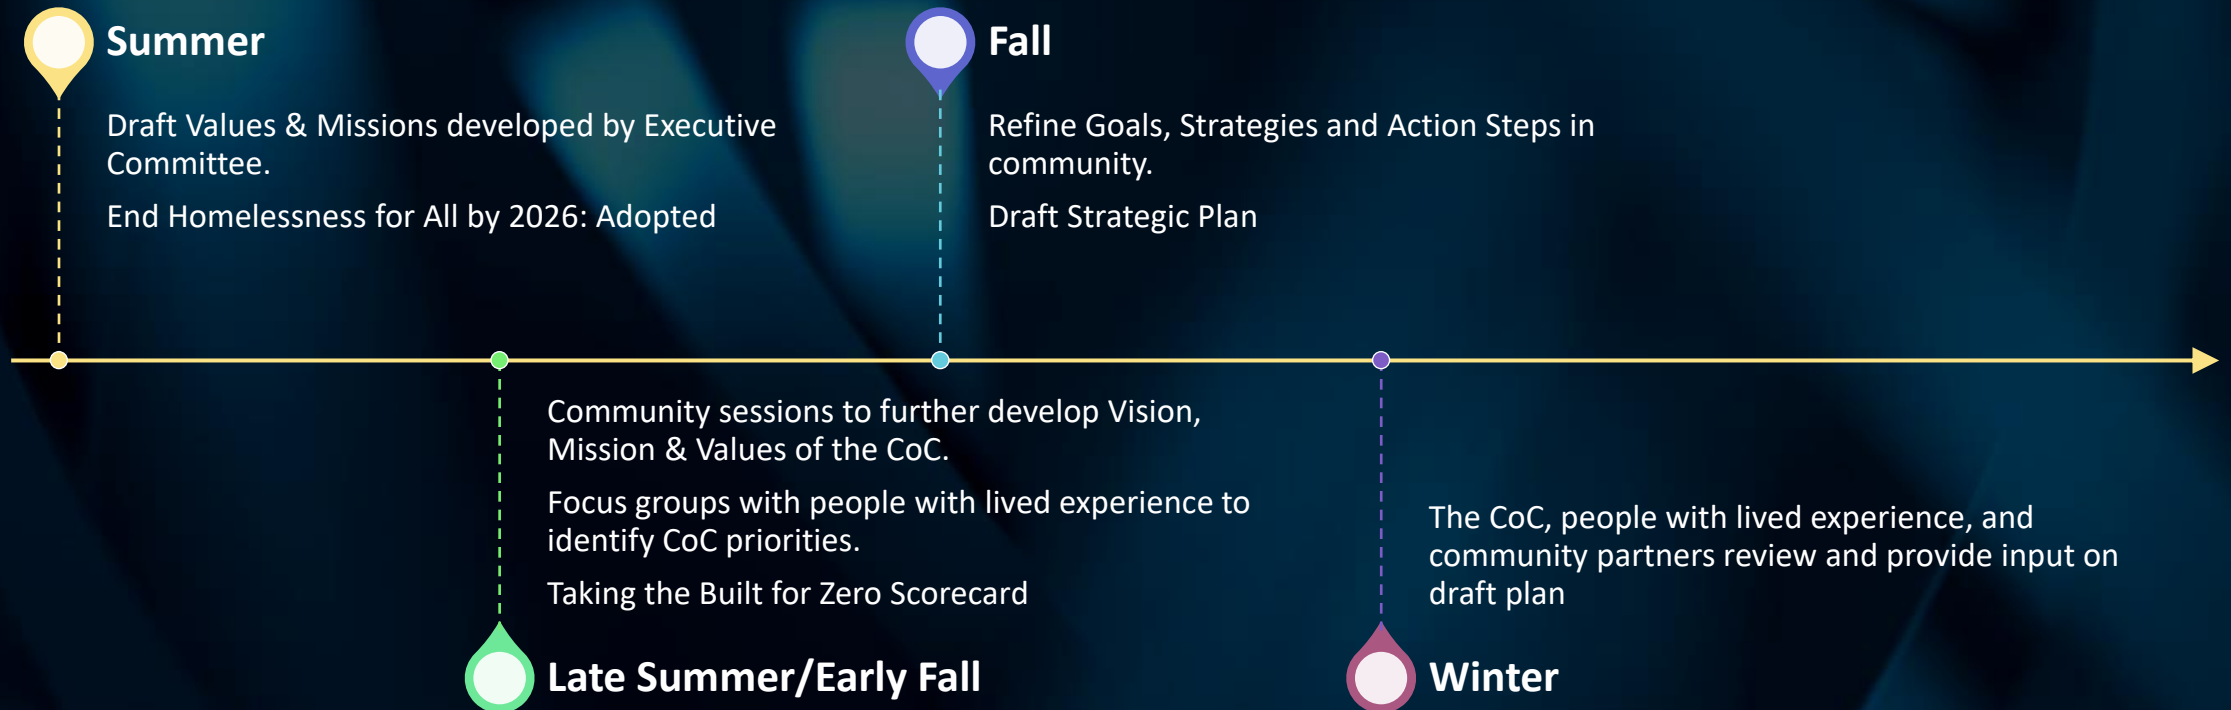 Summer
Draft Values & Missions developed by Executive
Committee.
End Homelessness for All by 2026: Adopted
Fall
Refine Goals, Strategies and Action Steps in
community.
Draft Strategic Plan
Community sessions to further develop Vision,
Mission & Values of the CoC.
Focus groups with people with lived experience to
identify CoC priorities.
Taking the Built for Zero Scorecard
Late Summer/Early Fall
The CoC, people with lived experience, and
community partners review and provide input on
draft plan
Winter